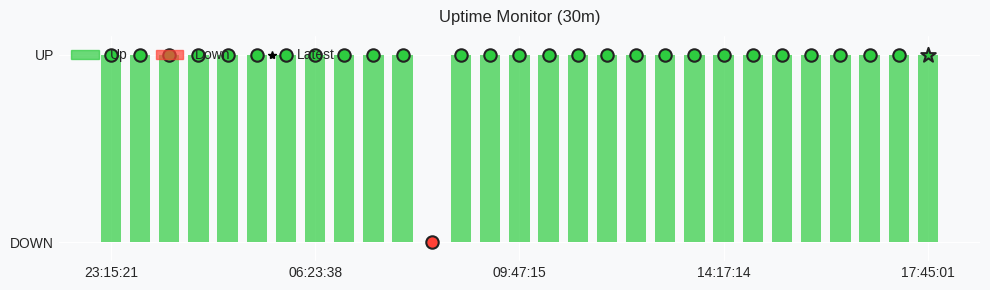 Uptime Monitor (30m)
UP
Up Down Latest
DOWN
23:15:21 06:23:38 09:47:15 14:17:14 17:45:01